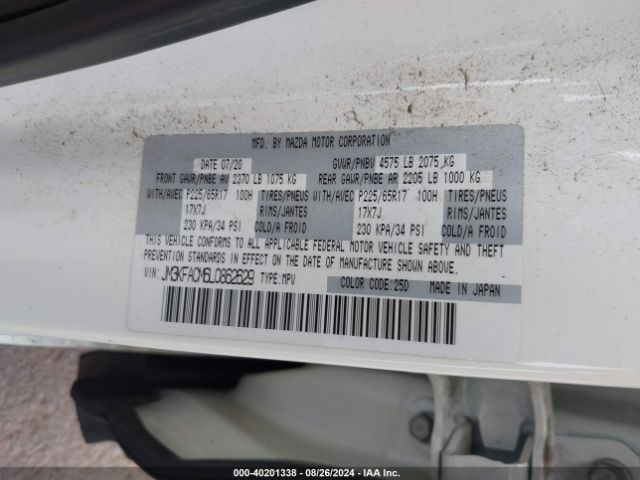 MFD. BY MAZDA MOTOR CORPORATION
DATE 07/20 GVWR/PNBV 4575 LB 2075 KG
FRONT GAWR/PNBE AV 2370 LB 1075 KG REAR GAWR/PNBE AR 2205 LB 1000 KG
WITH/AVEC P225/65R17 100H TIRES/PNEUS WITH/AVEC P225/65R17 100H TIRES/PNEUS
17X7J RIMS/JANTES 17X7J RIMS/JANTES
230 KPA/34 PSI COLD/A FROID 230 KPA/34 PSI COLD/A FROID
THIS VEHICLE CONFORMS TO ALL APPLICABLE FEDERAL MOTOR VEHICLE SAFETY AND THEFT
PREVENTION STANDARDS IN EFFECT ON THE DATE OF MANUFACTURE SHOWN ABOVE.
VIN: JM3KFACM6L0862629 TYPE: MPV COLOR CODE: 25D MADE IN JAPAN
000-40201338 - 08/26/2024 - IAA Inc.